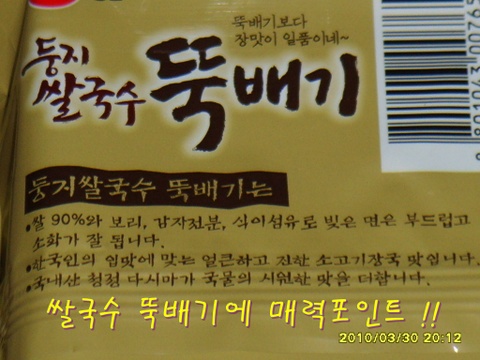 뚝배기보다
장맛이 일품이네~
둥지
쌀국수 뚝배기
둥지쌀국수 뚝배기는
•쌀 90%와 보리, 감자전분, 식이섬유로 빚은 면은 부드럽고
소화가 잘 됩니다.
•한국인의 입맛에 맞는 얼큰하고 진한 소고기장국 맛입니다.
•국내산 청정 다시마가 국물의 시원한 맛을 더합니다.
쌀국수 뚝배기에 매력포인트 !!
2010/03/30 20:12